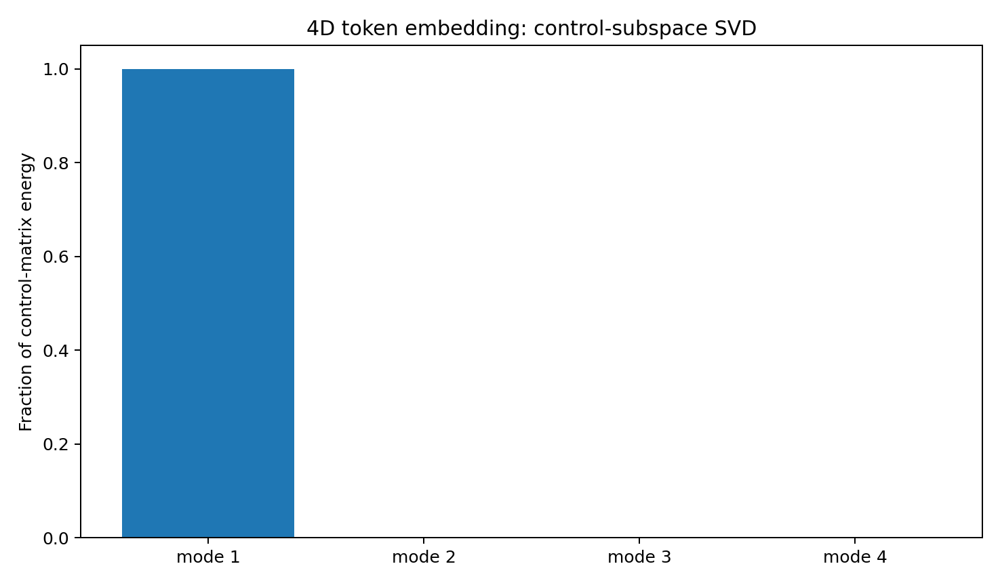 4D token embedding: control-subspace SVD
Fraction of control-matrix energy
1.0
0.8
0.6
0.4
0.2
0.0
mode 1
mode 2
mode 3
mode 4